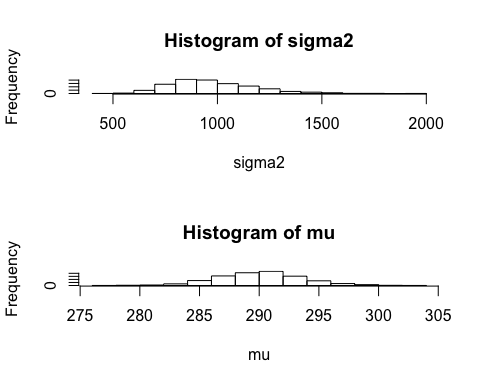 Histogram of sigma2
Frequency
0
500 1000 1500 2000
sigma2
Histogram of mu
Frequency
0
275 280 285 290 295 300 305
mu